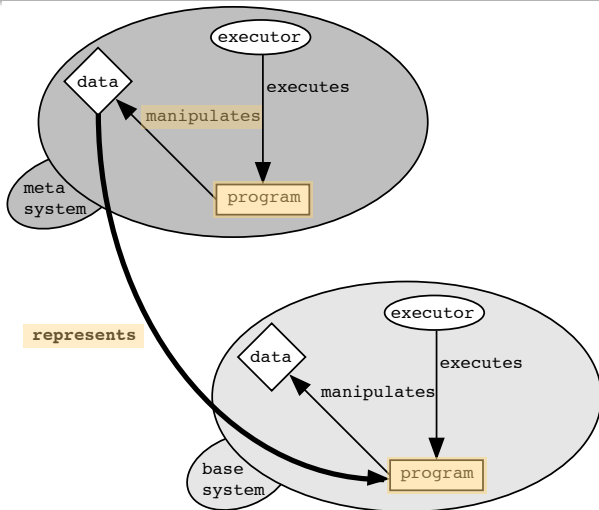 executor
data
executes
manipulates
meta
system
program
represents
executor
data
executes
manipulates
base
system
program